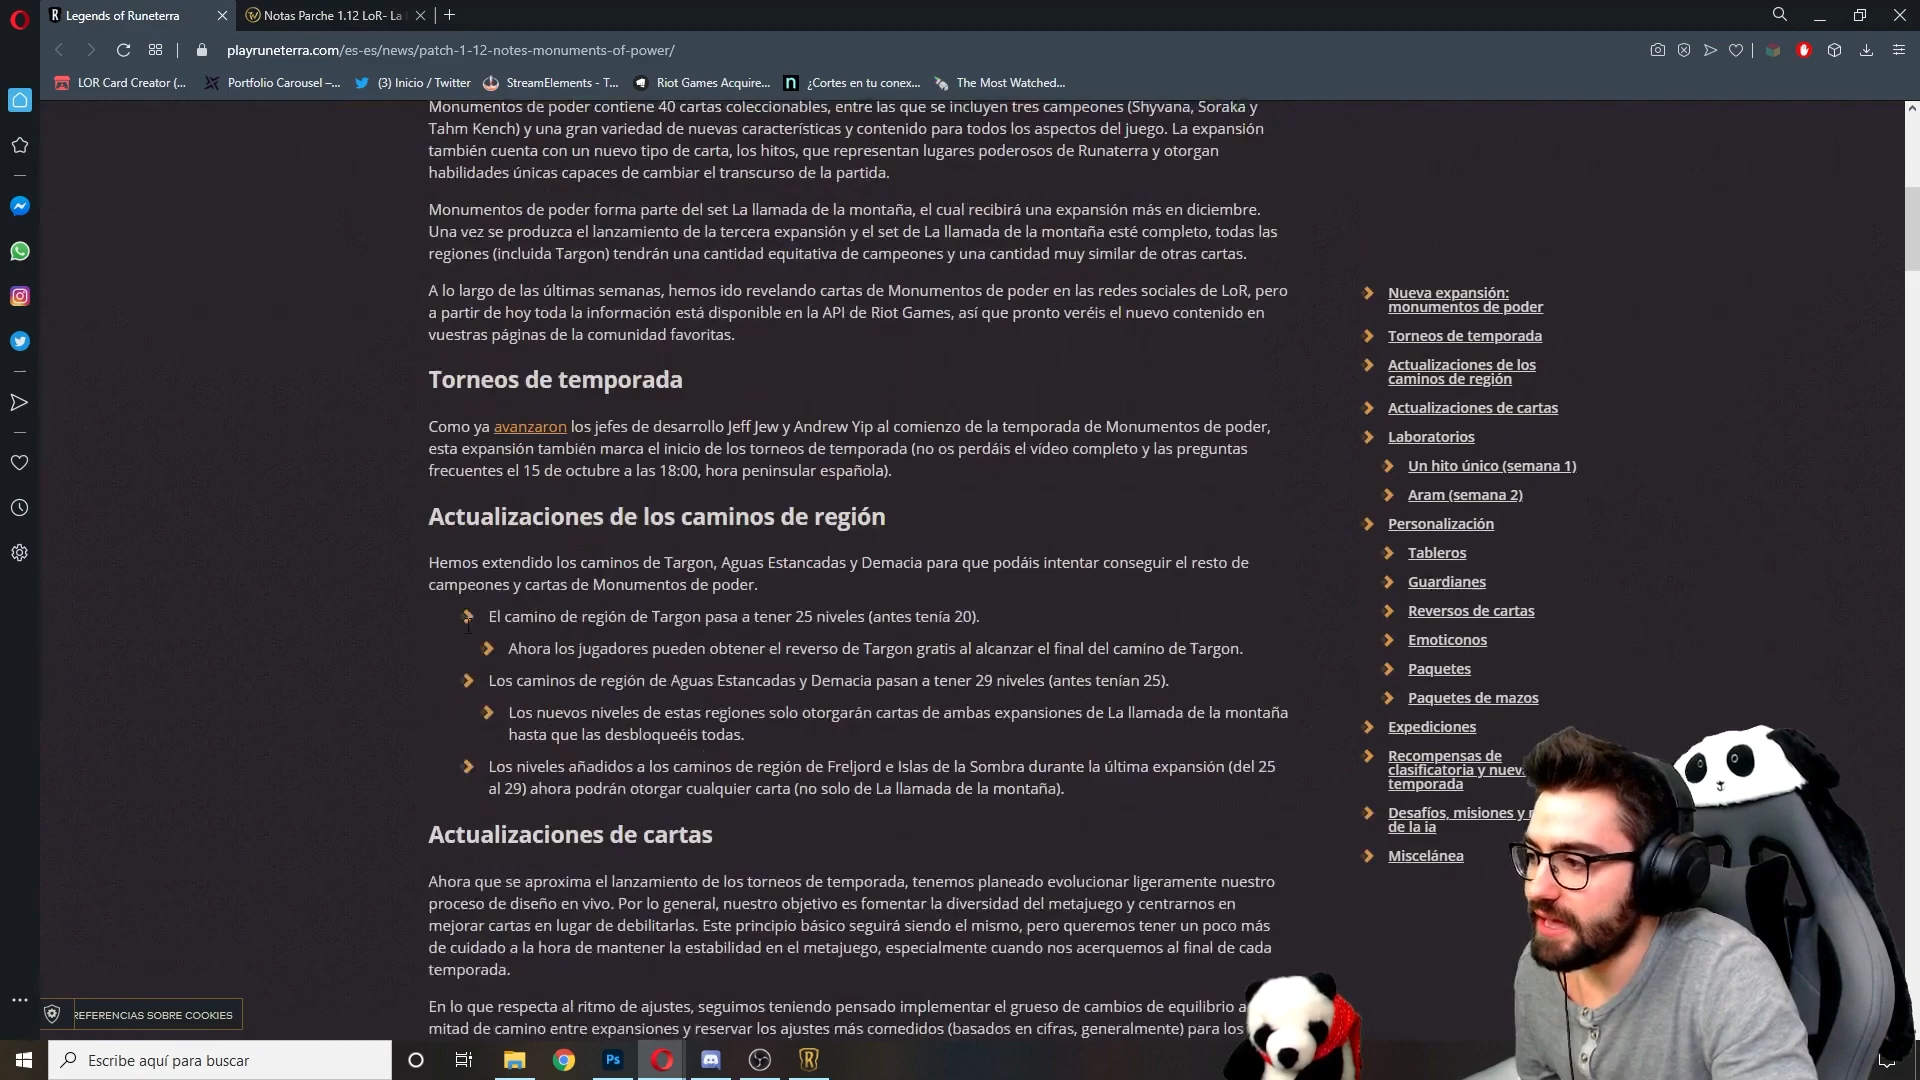 Legends of Runeterra
Notas Parche 1.12 LoR- La
playruneterra.com/es-es/news/patch-1-12-notes-monuments-of-power/
LOR Card Creator (...
Portfolio Carousel –...
(3) Inicio / Twitter
StreamElements - T...
Riot Games Acquire...
¿Cortes en tu conex...
The Most Watched...
Monumentos de poder contiene 40 cartas coleccionables, entre las que se incluyen tres campeones (Shyvana, Soraka y
Tahm Kench) y una gran variedad de nuevas características y contenido para todos los aspectos del juego. La expansión
también cuenta con un nuevo tipo de carta, los hitos, que representan lugares poderosos de Runaterra y otorgan
habilidades únicas capaces de cambiar el transcurso de la partida.
Monumentos de poder forma parte del set La llamada de la montaña, el cual recibirá una expansión más en diciembre.
Una vez se produzca el lanzamiento de la tercera expansión y el set de La llamada de la montaña esté completo, todas las
regiones (incluida Targon) tendrán una cantidad equitativa de campeones y una cantidad muy similar de otras cartas.
A lo largo de las últimas semanas, hemos ido revelando cartas de Monumentos de poder en las redes sociales de LoR, pero
a partir de hoy toda la información está disponible en la API de Riot Games, así que pronto veréis el nuevo contenido en
vuestras páginas de la comunidad favoritas.
Torneos de temporada
Como ya avanzaron los jefes de desarrollo Jeff Jew y Andrew Yip al comienzo de la temporada de Monumentos de poder,
esta expansión también marca el inicio de los torneos de temporada (no os perdáis el vídeo completo y las preguntas
frecuentes el 15 de octubre a las 18:00, hora peninsular española).
Actualizaciones de los caminos de región
Hemos extendido los caminos de Targon, Aguas Estancadas y Demacia para que podáis intentar conseguir el resto de
campeones y cartas de Monumentos de poder.
El camino de región de Targon pasa a tener 25 niveles (antes tenía 20).
Ahora los jugadores pueden obtener el reverso de Targon gratis al alcanzar el final del camino de Targon.
Los caminos de región de Aguas Estancadas y Demacia pasan a tener 29 niveles (antes tenían 25).
Los nuevos niveles de estas regiones solo otorgarán cartas de ambas expansiones de La llamada de la montaña
hasta que las desbloqueéis todas.
Los niveles añadidos a los caminos de región de Freljord e Islas de la Sombra durante la última expansión (del 25
al 29) ahora podrán otorgar cualquier carta (no solo de La llamada de la montaña).
Actualizaciones de cartas
Ahora que se aproxima el lanzamiento de los torneos de temporada, tenemos planeado evolucionar ligeramente nuestro
proceso de diseño en vivo. Por lo general, nuestro objetivo es fomentar la diversidad del metajuego y centrarnos en
mejorar cartas en lugar de debilitarlas. Este principio básico seguirá siendo el mismo, pero queremos tener un poco más
de cuidado a la hora de mantener la estabilidad en el metajuego, especialmente cuando nos acerquemos al final de cada
temporada.
En lo que respecta al ritmo de ajustes, seguimos teniendo pensado implementar el grueso de cambios de equilibrio a
mitad de camino entre expansiones y reservar los ajustes más comedidos (basados en cifras, generalmente) para los
Nueva expansión:
monumentos de poder
Torneos de temporada
Actualizaciones de los
caminos de región
Actualizaciones de cartas
Laboratorios
Un hito único (semana 1)
Aram (semana 2)
Personalización
Tableros
Guardianes
Reversos de cartas
Emoticonos
Paquetes
Paquetes de mazos
Expediciones
Recompensas de
clasificatoria y nuev
temporada
Desafíos, misiones y
de la ia
Miscelánea
REFERENCIAS SOBRE COOKIES
Escribe aquí para buscar
Ps